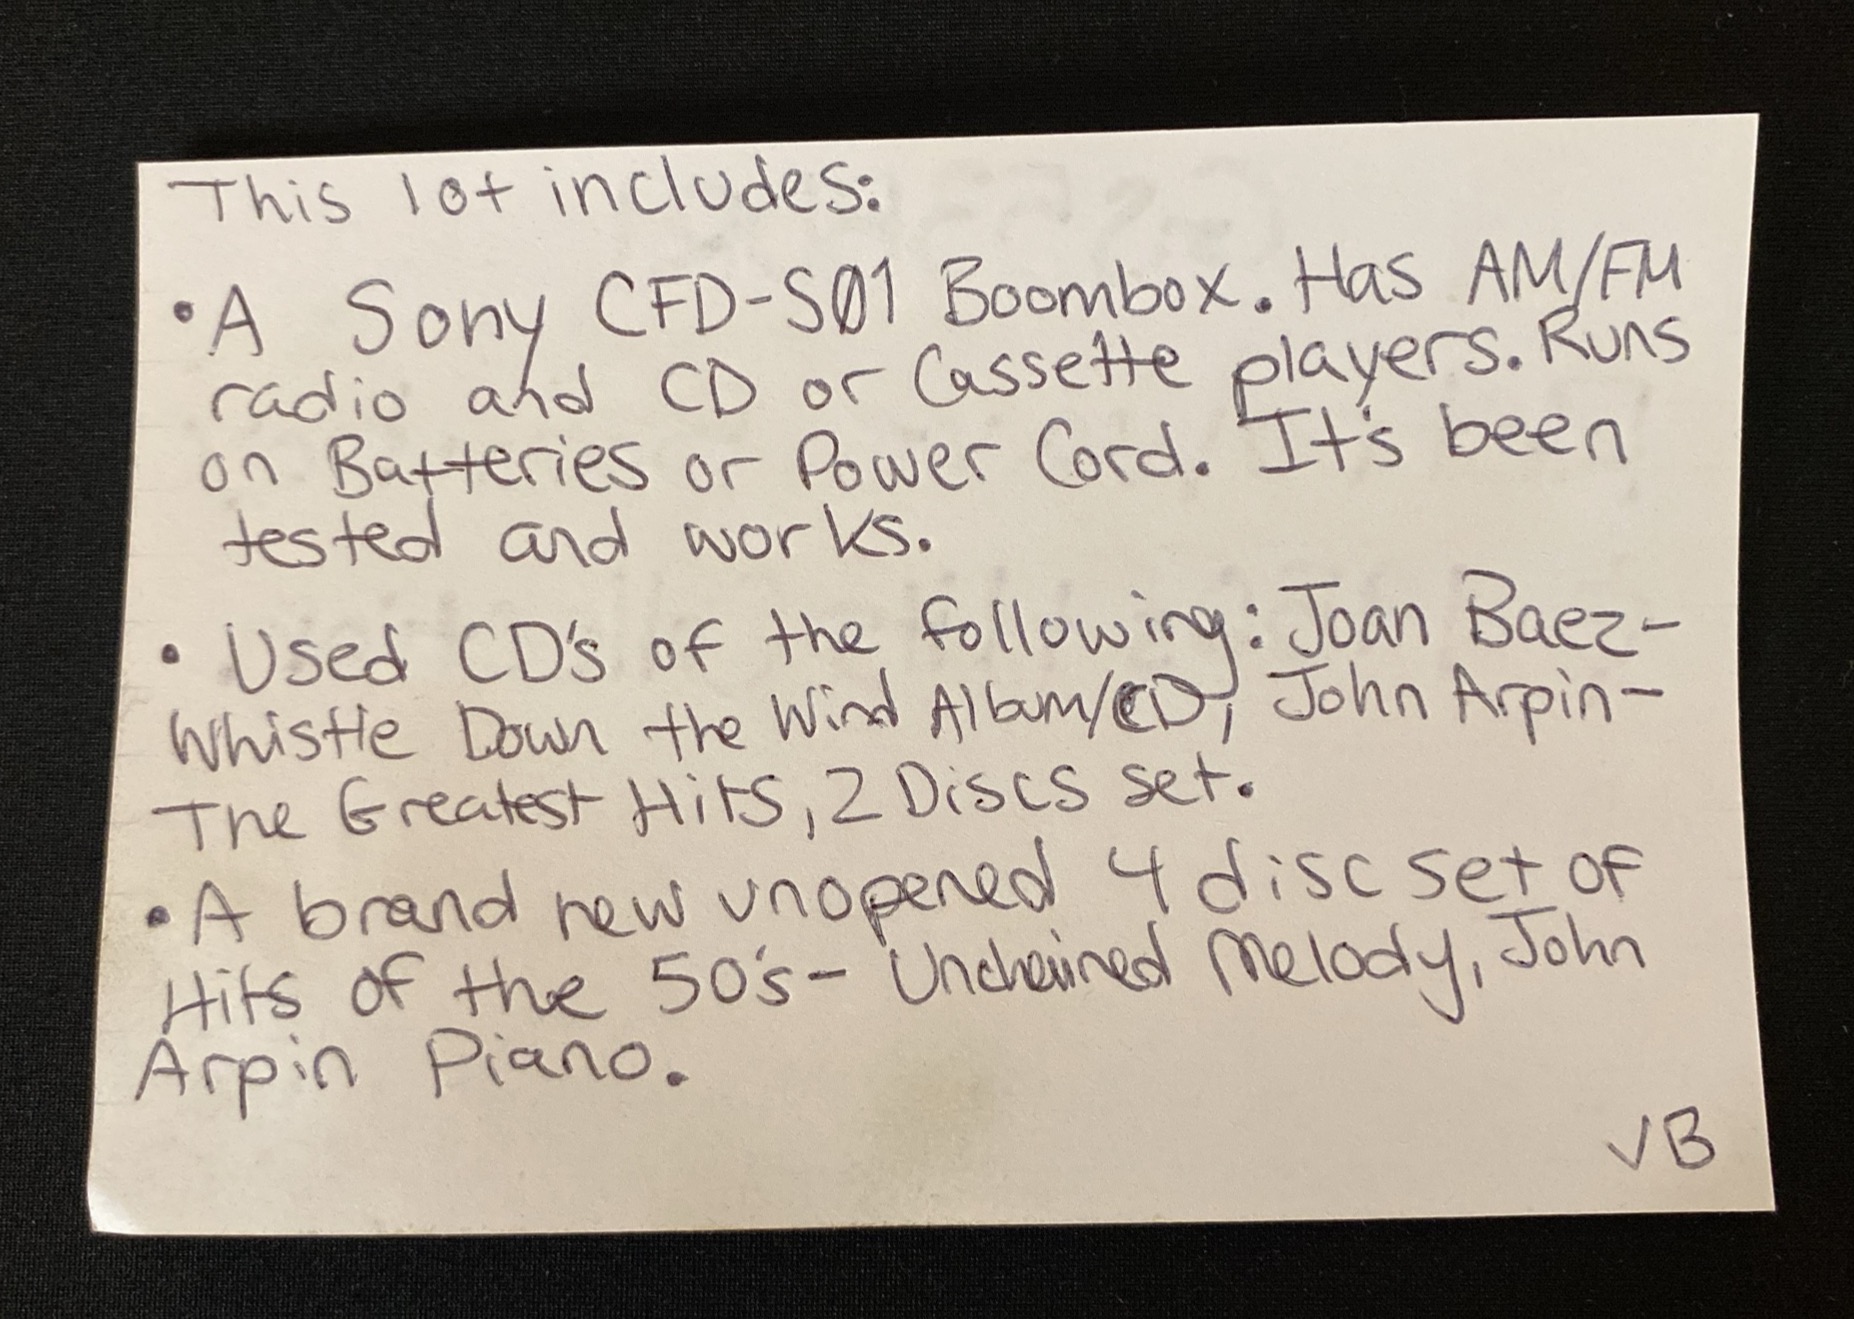 This lot includes:
• A Sony CFD-S01 Boombox. Has AM/FM
radio and CD or Cassette players. Runs
on Batteries or Power Cord. It's been
tested and works.
• Used CD's of the following: Joan Baez-
Whistle Down the Wind Album/CD, John Arpin-
The Greatest Hits, 2 Discs set.
• A brand new unopened 4 disc set of
Hits of the 50's- Unchained Melody, John
Arpin Piano.
VB